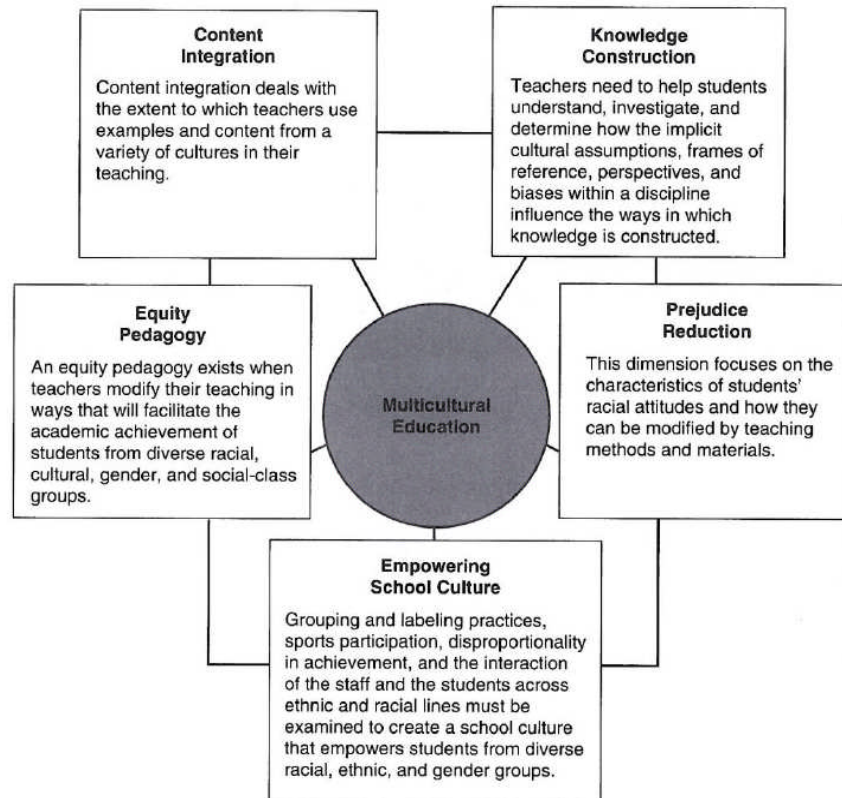 Content
Integration
Content integration deals with
the extent to which teachers use
examples and content from a
variety of cultures in their
teaching.
Knowledge
Construction
Teachers need to help students
understand, investigate, and
determine how the implicit
cultural assumptions, frames of
reference, perspectives, and
biases within a discipline
influence the ways in which
knowledge is constructed.
Equity
Pedagogy
An equity pedagogy exists when
teachers modify their teaching in
ways that will facilitate the
academic achievement of
students from diverse racial,
cultural, gender, and social-class
groups.
Multicultural
Education
Prejudice
Reduction
This dimension focuses on the
characteristics of students'
racial attitudes and how they
can be modified by teaching
methods and materials.
Empowering
School Culture
Grouping and labeling practices,
sports participation, disproportionality
in achievement, and the interaction
of the staff and the students across
ethnic and racial lines must be
examined to create a school culture
that empowers students from diverse
racial, ethnic, and gender groups.